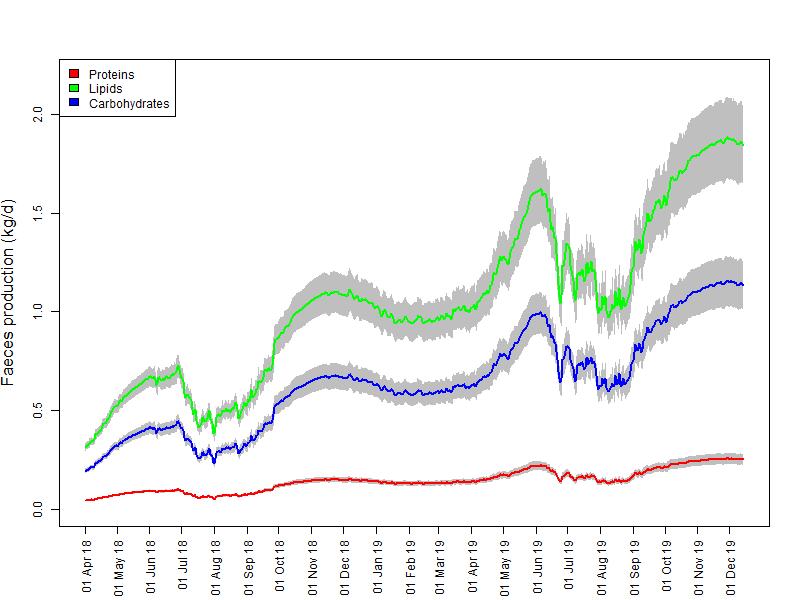 Proteins
Lipids
Carbohydrates
Faeces production (kg/d)
2.0
1.5
1.0
0.5
0.0
01 Apr 18
01 May 18
01 Jun 18
01 Jul 18
01 Aug 18
01 Sep 18
01 Oct 18
01 Nov 18
01 Dec 18
01 Jan 19
01 Feb 19
01 Mar 19
01 Apr 19
01 May 19
01 Jun 19
01 Jul 19
01 Aug 19
01 Sep 19
01 Oct 19
01 Nov 19
01 Dec 19